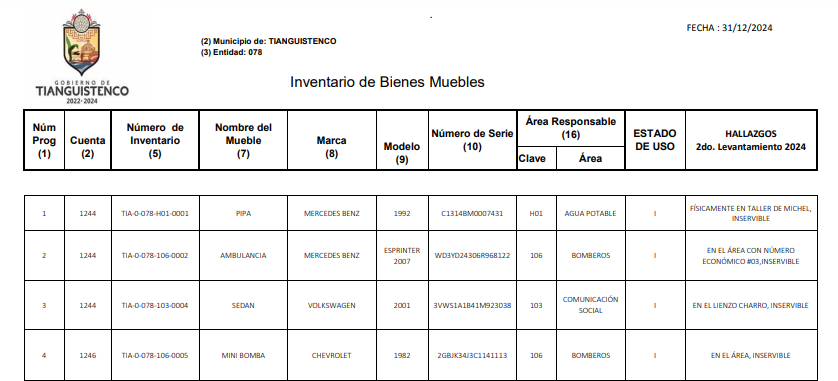 GOBIERNO DE
TIANGUISTENCO
2022-2024
(2) Municipio de: TIANGUISTENCO
(3) Entidad: 078
FECHA : 31/12/2024
Inventario de Bienes Muebles
Núm Prog (1) Cuenta (2) Número de Inventario (5) Nombre del Mueble (7) Marca (8) Modelo (9) Número de Serie (10) Área Responsable (16) Clave Área ESTADO DE USO HALLAZGOS 2do. Levantamiento 2024
1 1244 TIA-0-078-H01-0001 PIPA MERCEDES BENZ 1992 C1314BM0007431 H01 AGUA POTABLE I FÍSICAMENTE EN TALLER DE MICHEL, INSERVIBLE
2 1244 TIA-0-078-106-0002 AMBULANCIA MERCEDES BENZ ESPRINTER 2007 WD3YD24306R968122 106 BOMBEROS I EN EL ÁREA CON NÚMERO ECONÓMICO #03,INSERVIBLE
3 1244 TIA-0-078-103-0004 SEDAN VOLKSWAGEN 2001 3VWS1A1B41M923038 103 COMUNICACIÓN SOCIAL I EN EL LIENZO CHARRO, INSERVIBLE
4 1246 TIA-0-078-106-0005 MINI BOMBA CHEVROLET 1982 2GBJK34J3C1141113 106 BOMBEROS I EN EL ÁREA, INSERVIBLE